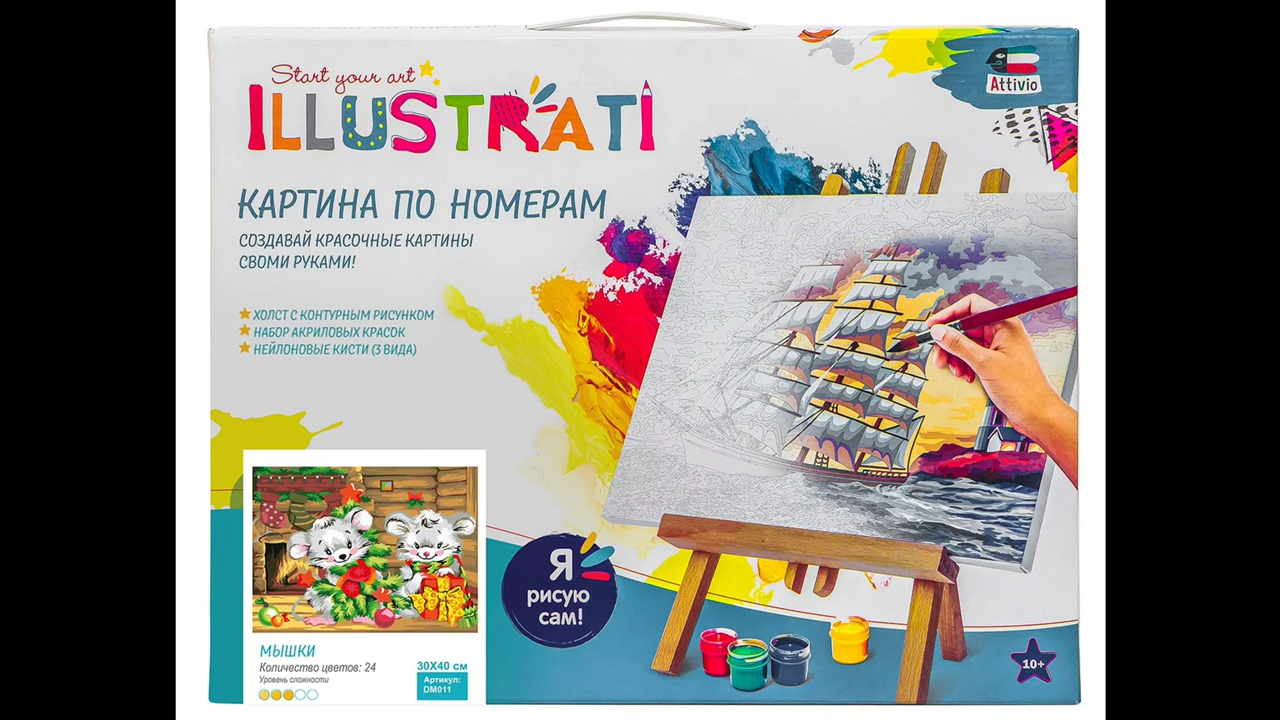 Start your art
ILLUSTRATI
Attivio
КАРТИНА ПО НОМЕРАМ
СОЗДАВАЙ КРАСОЧНЫЕ КАРТИНЫ
СВОМИ РУКАМИ!
ХОЛСТ С КОНТУРНЫМ РИСУНКОМ
НАБОР АКРИЛОВЫХ КРАСОК
НЕЙЛОНОВЫЕ КИСТИ (3 ВИДА)
Я
рисую
сам!
МЫШКИ
Количество цветов: 24
Уровень сложности
30X40 см
Артикул:
DM011
10+